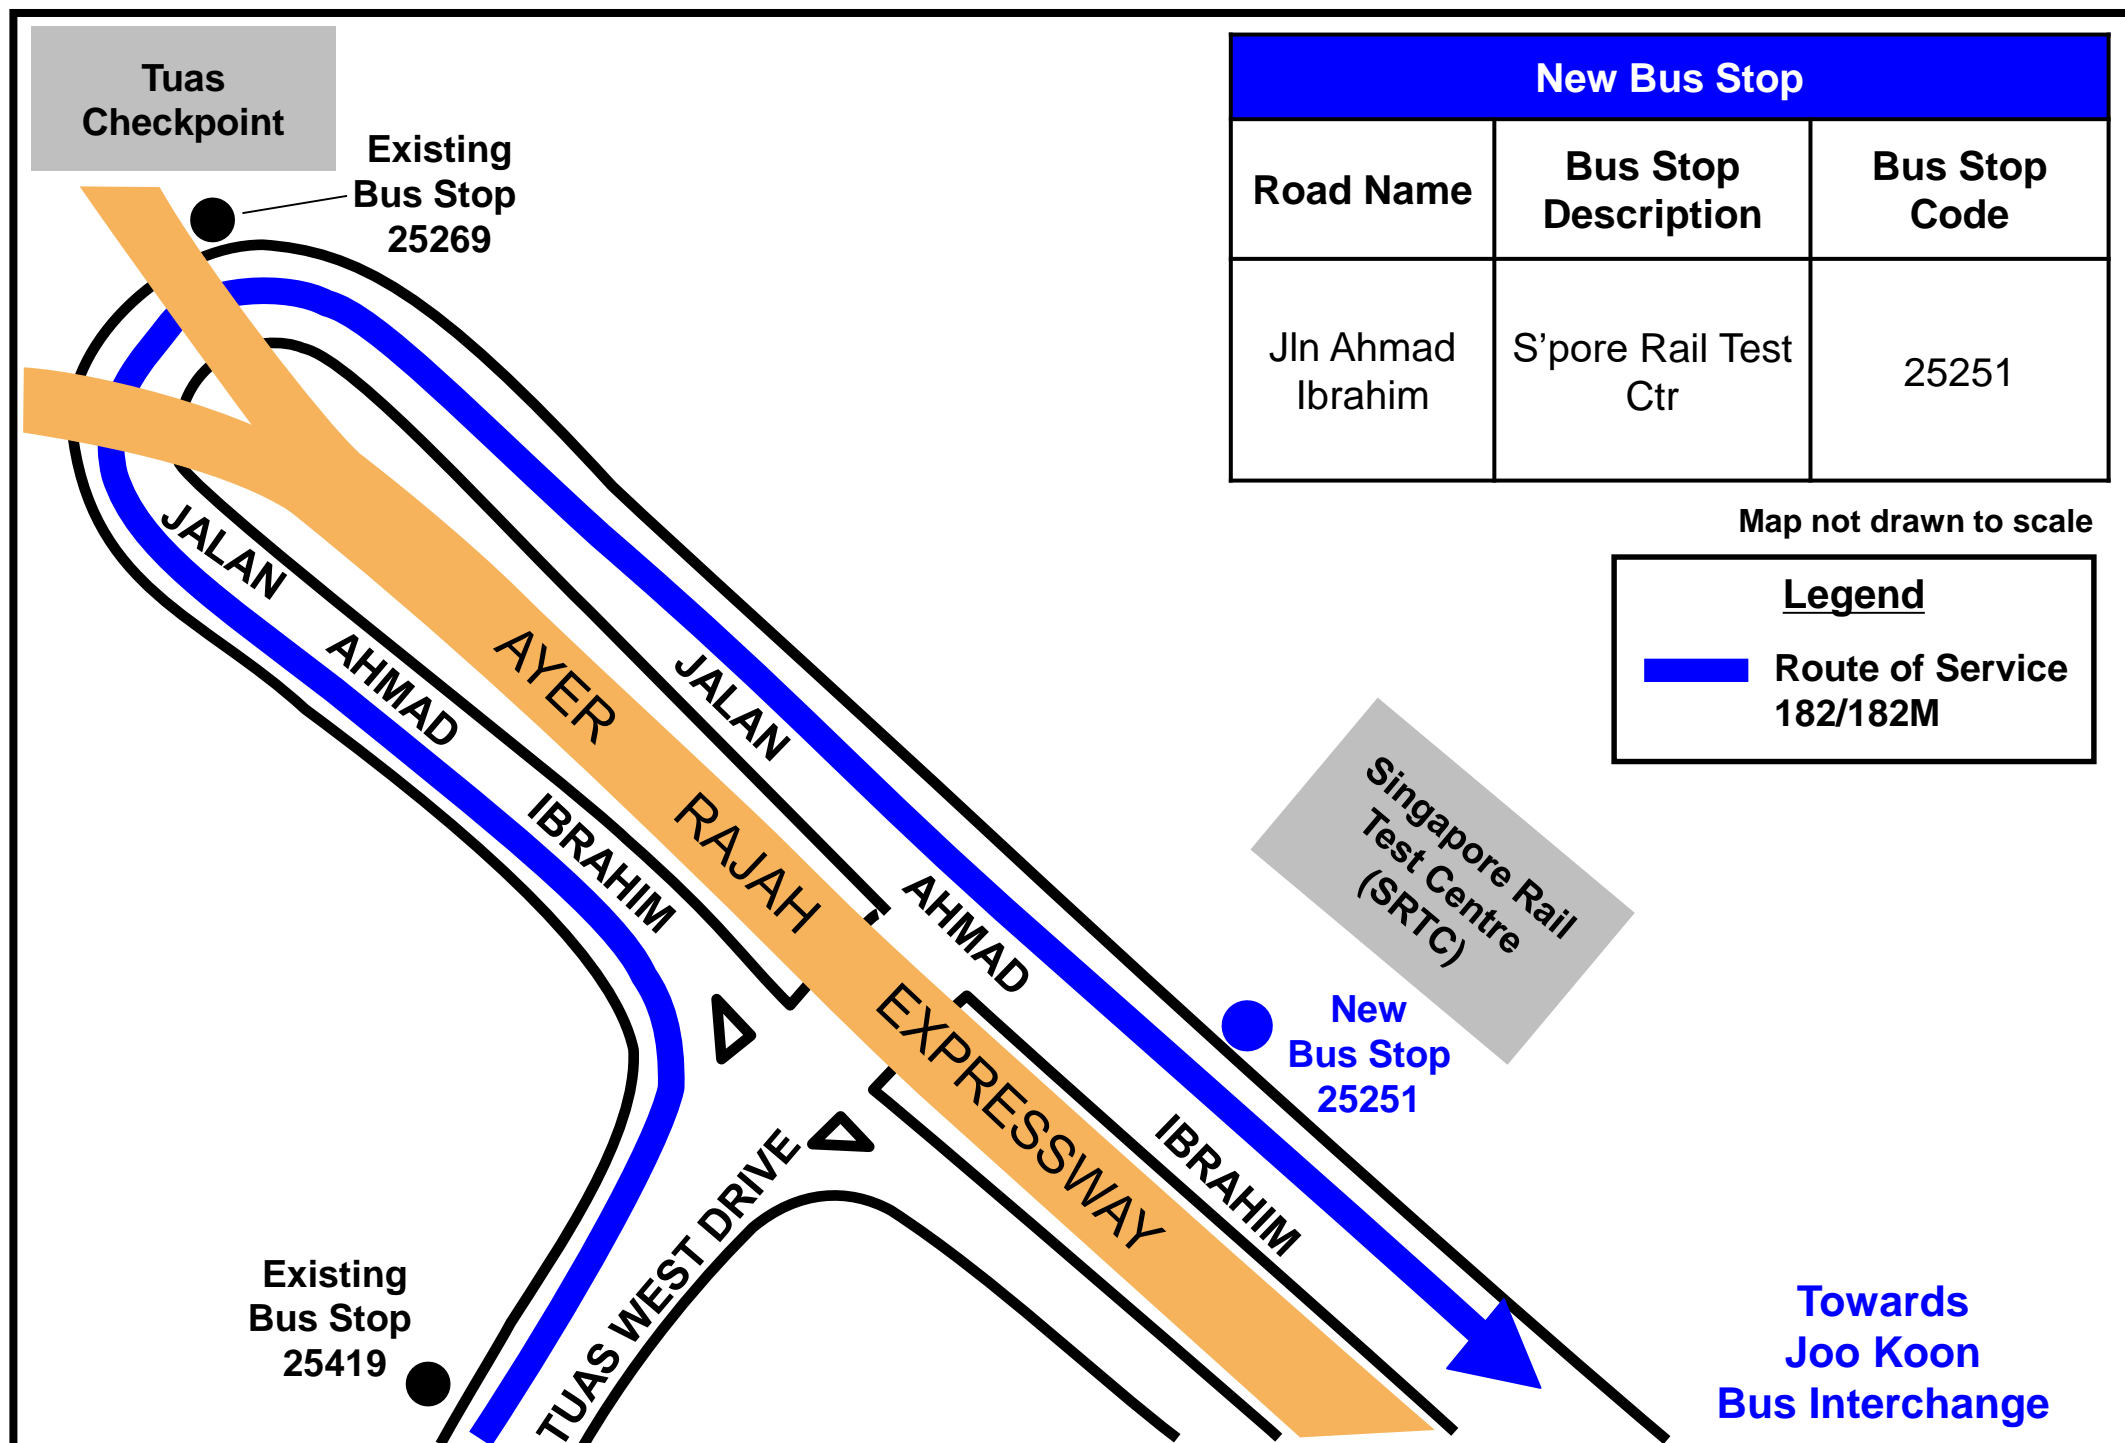 Tuas
Checkpoint
Existing
Bus Stop
25269
New Bus Stop
Road Name
Bus Stop
Description
Bus Stop
Code
Jln Ahmad
Ibrahim
S'pore Rail Test
Ctr
25251
Map not drawn to scale
Legend
Route of Service
182/182M
JALAN
AHMAD
IBRAHIM
AYER
RAJAH
EXPRESSWAY
JALAN
AHMAD
IBRAHIM
Singapore Rail
Test Centre
(SRTC)
New
Bus Stop
25251
TUAS WEST DRIVE
Existing
Bus Stop
25419
Towards
Joo Koon
Bus Interchange